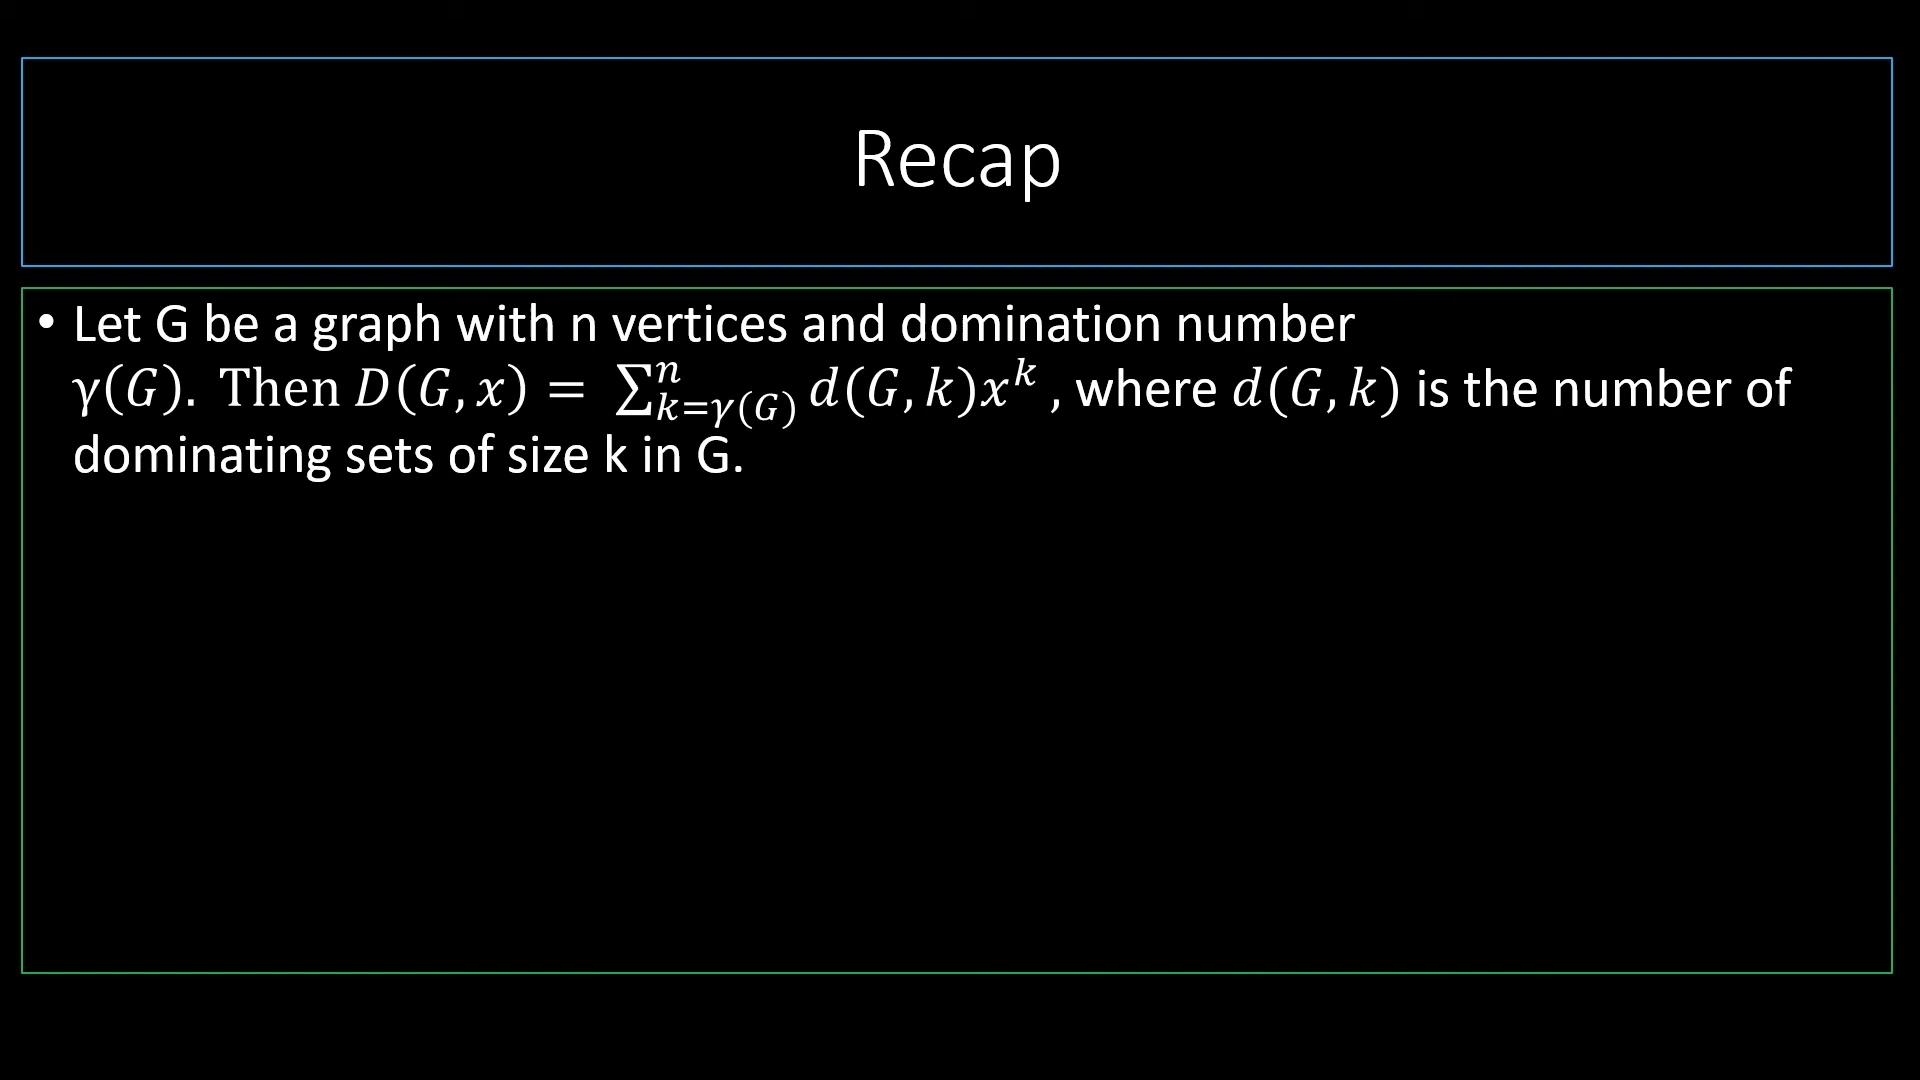 Recap
• Let G be a graph with n vertices and domination number
γ(G). Then D(G, x) = ∑ₖ₌ᵧ₍G₎ⁿ d(G, k)xᵏ , where d(G, k) is the number of
dominating sets of size k in G.